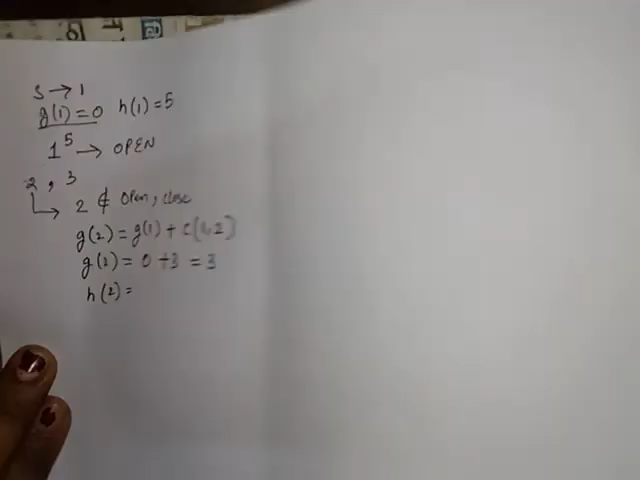 S → 1
g(1) = 0 h(1) = 5
1⁵ → OPEN
2, 3
2 ∉ Open, close
g(2) = g(1) + c(1,2)
g(2) = 0 + 3 = 3
h(2) =